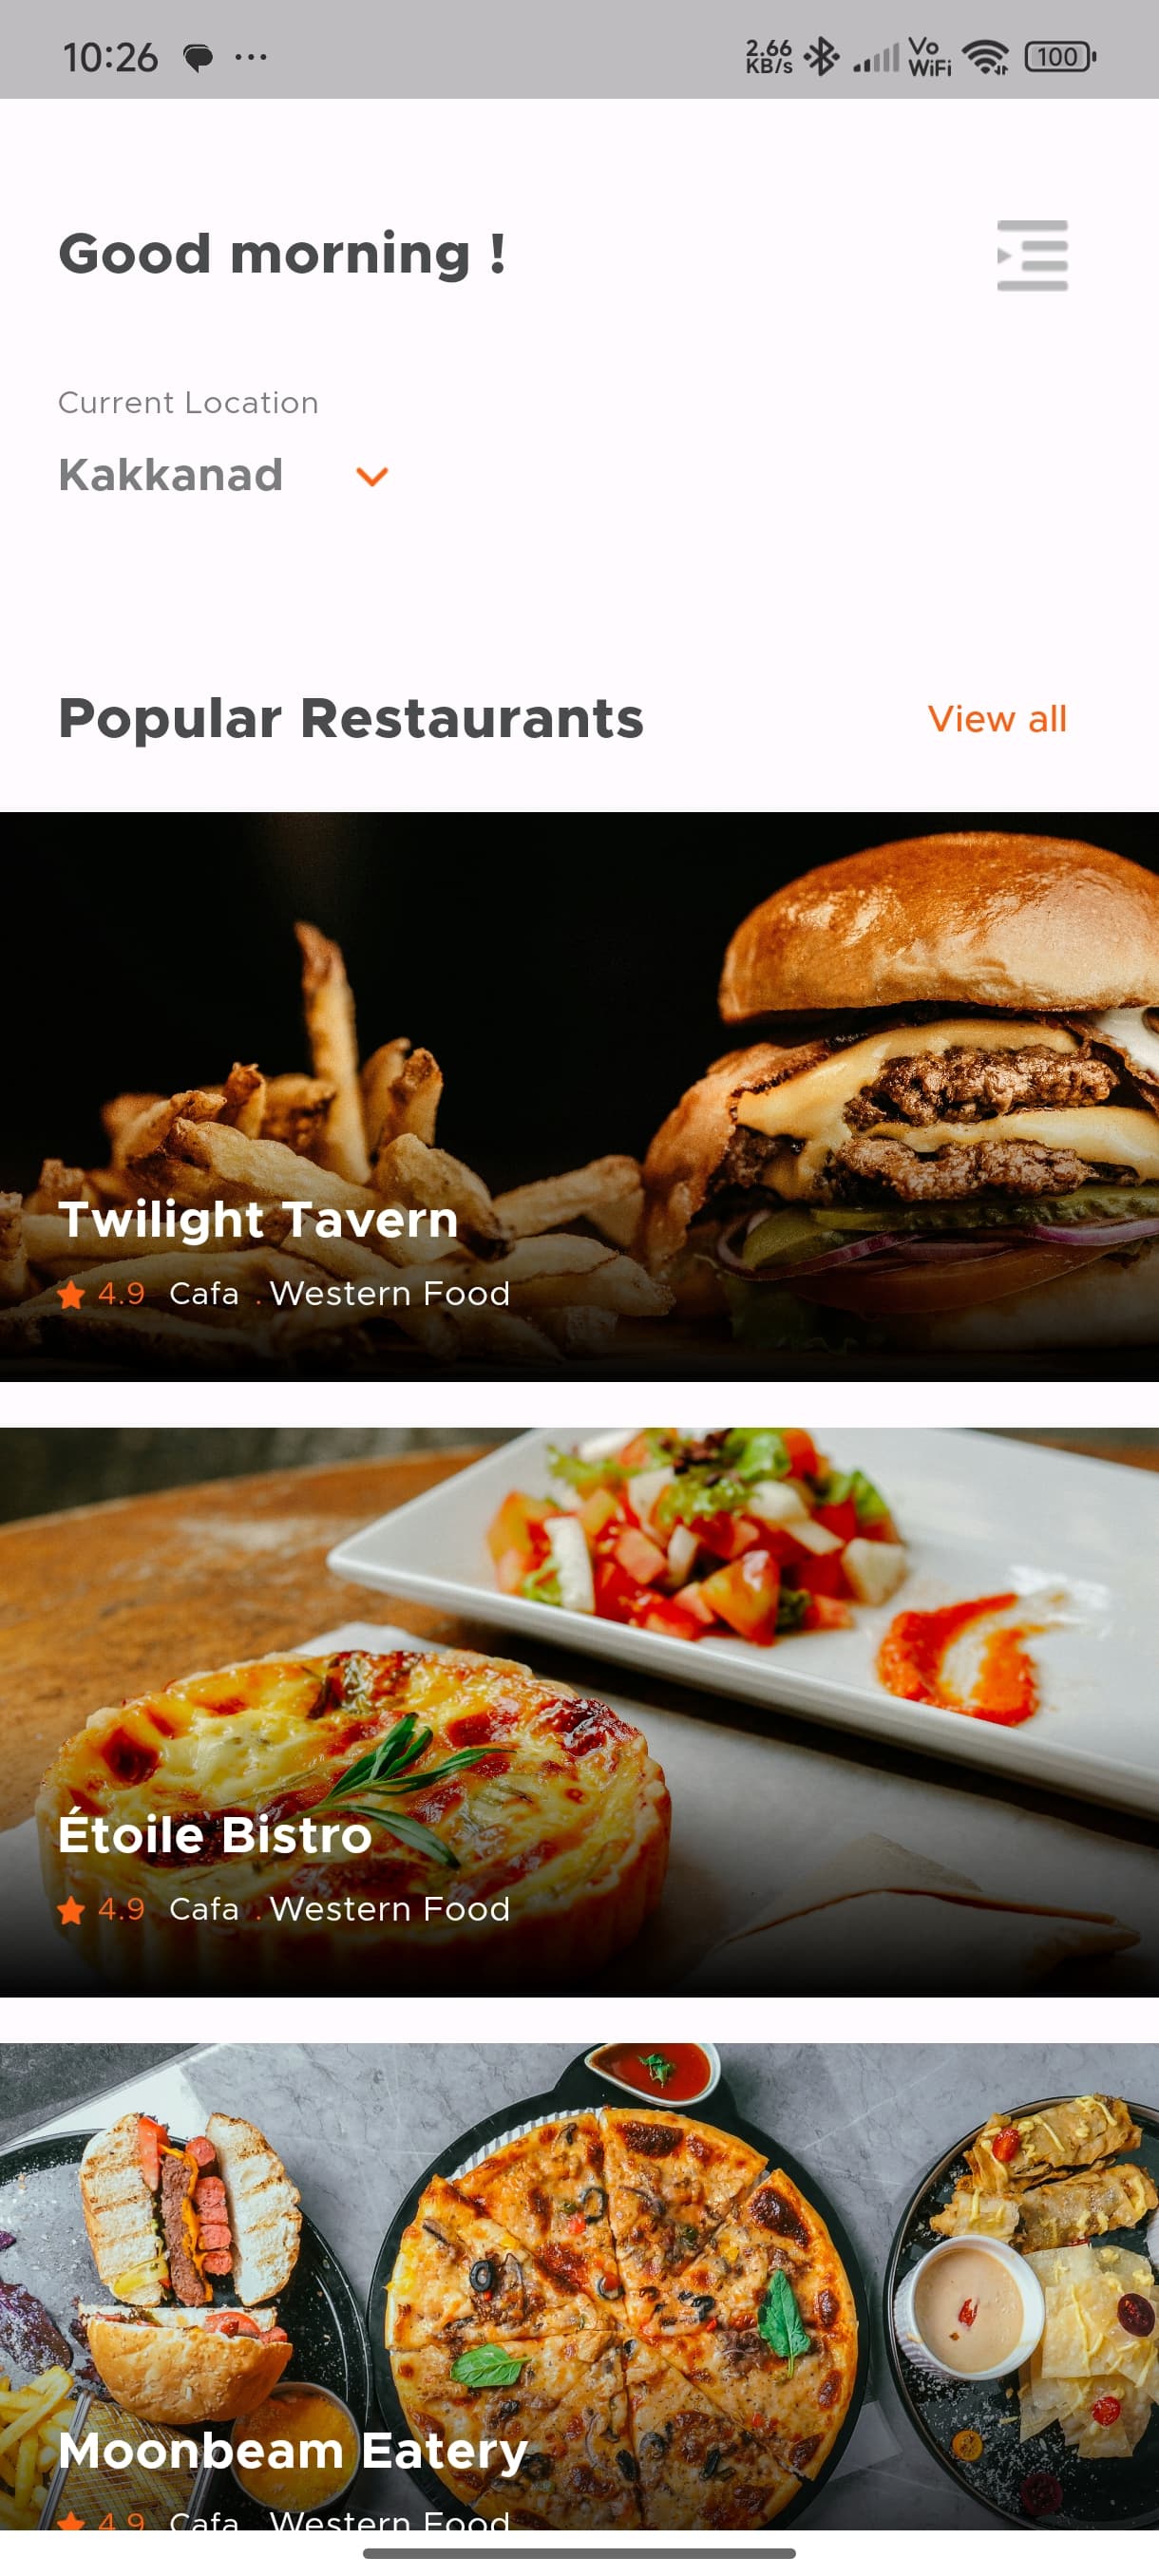 10:26 ... 2.66 KB/s Vo WiFi 100
Good morning !
Current Location
Kakkanad
Popular Restaurants View all
Twilight Tavern
4.9 Cafa . Western Food
Étoile Bistro
4.9 Cafa . Western Food
Moonbeam Eatery
4.9 Cafa . Western Food